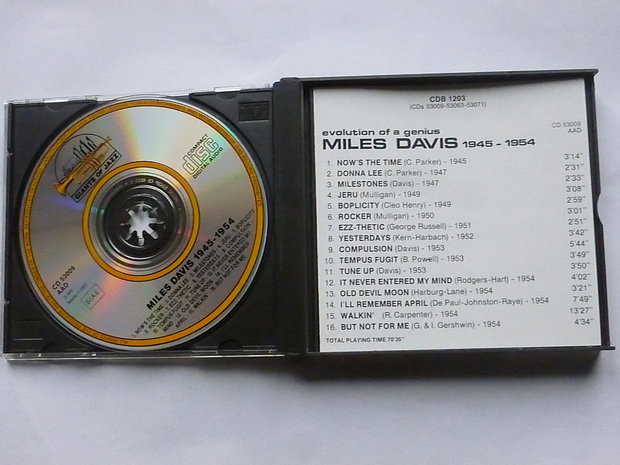 GIANTS OF JAZZ
COMPACT
disc
DIGITAL AUDIO
CD 53009
AAD
MILES DAVIS 1945-1954
CDB 1203
(CDs 53009-53063-53071)
evolution of a genius
MILES DAVIS 1945 - 1954
CD 53009
AAD
1. NOW'S THE TIME (C. Parker) - 1945 3'14"
2. DONNA LEE (C. Parker) - 1947 2'31"
3. MILESTONES (Davis) - 1947 2'33"
4. JERU (Mulligan) - 1949 3'08"
5. BOPLICITY (Cleo Henry) - 1949 2'59"
6. ROCKER (Mulligan) - 1950 3'01"
7. EZZ-THETIC (George Russell) - 1951 2'51"
8. YESTERDAYS (Kern-Harbach) - 1952 3'42"
9. COMPULSION (Davis) - 1953 5'44"
10. TEMPUS FUGIT (B. Powell) - 1953 3'49"
11. TUNE UP (Davis) - 1953 3'50"
12. IT NEVER ENTERED MY MIND (Rodgers-Hart) - 1954 4'02"
13. OLD DEVIL MOON (Harburg-Lane) - 1954 3'21"
14. I'LL REMEMBER APRIL (De Paul-Johnston-Raye) - 1954 7'49"
15. WALKIN' (R. Carpenter) - 1954 13'27"
16. BUT NOT FOR ME (G. & I. Gershwin) - 1954 4'34"
TOTAL PLAYING TIME 70'36"